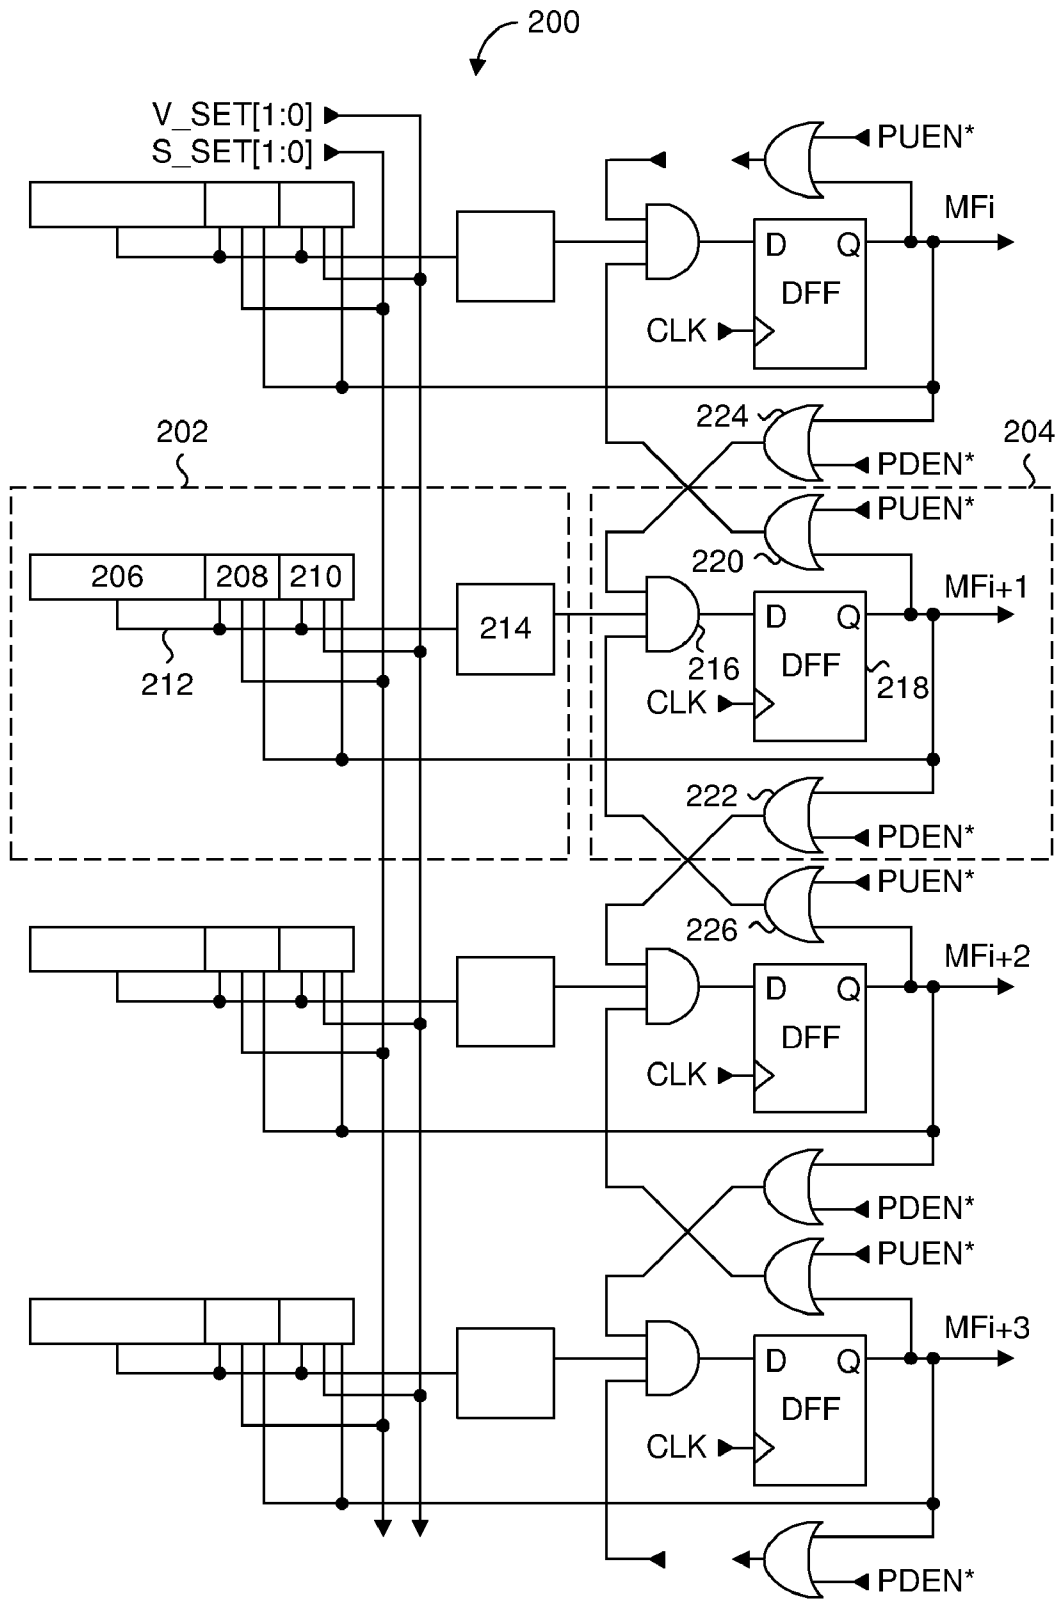 200
V_SET[1:0]
S_SET[1:0]
PUEN*
MFi
D Q
DFF
CLK
224
PDEN*
202
204
PUEN*
220
206 208 210
MFi+1
214
D Q
DFF
216
218
212
CLK
222
PDEN*
PUEN*
226
MFi+2
D Q
DFF
CLK
PDEN*
PUEN*
MFi+3
D Q
DFF
CLK
PDEN*